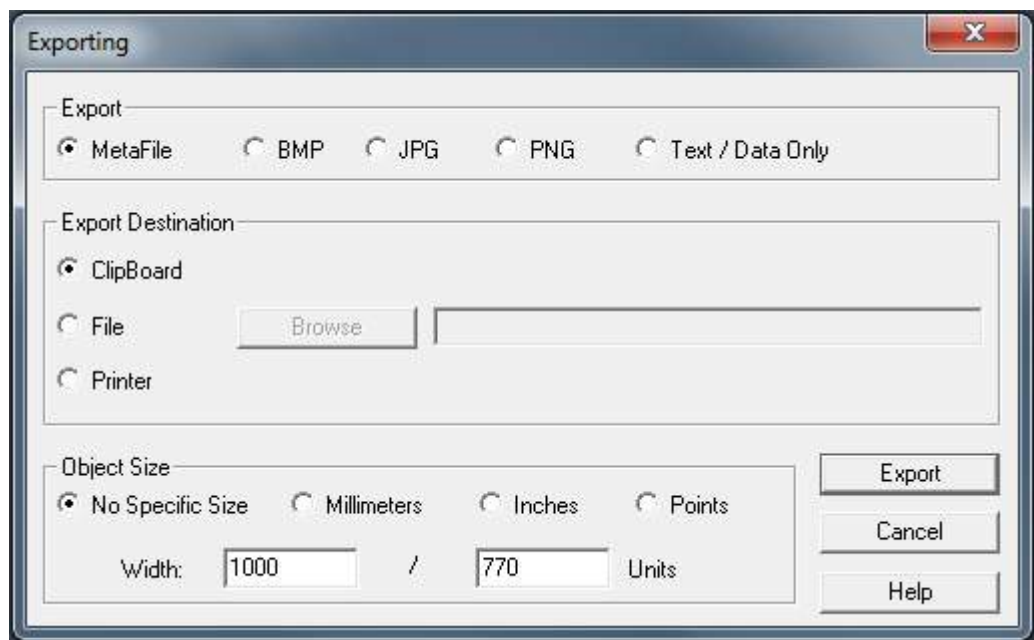 Exporting
Export
MetaFile BMP JPG PNG Text / Data Only
Export Destination
ClipBoard
File Browse
Printer
Object Size
No Specific Size Millimeters Inches Points
Width: 1000 / 770 Units
Export
Cancel
Help